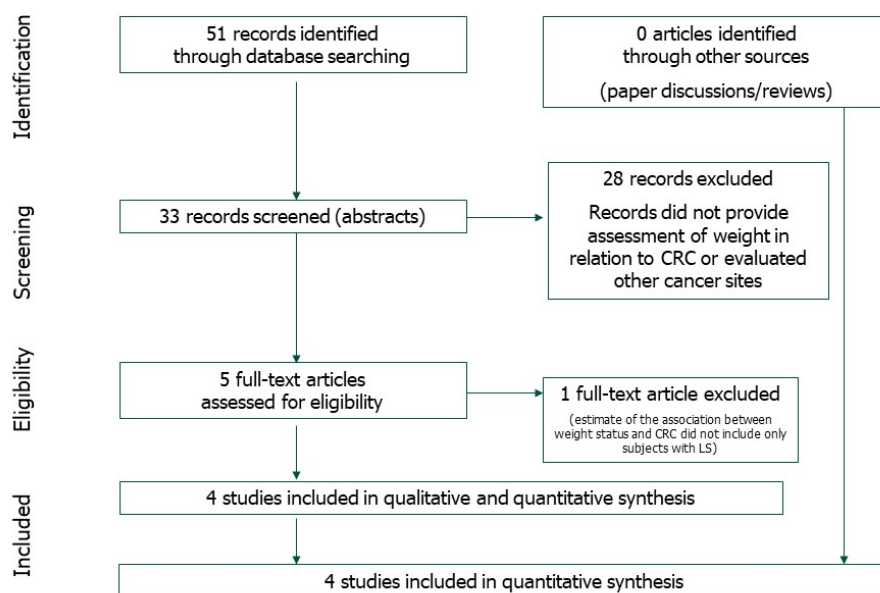 Identification
51 records identified
through database searching
0 articles identified
through other sources
(paper discussions/reviews)
Screening
33 records screened (abstracts)
28 records excluded
Records did not provide
assessment of weight in
relation to CRC or evaluated
other cancer sites
Eligibility
5 full-text articles
assessed for eligibility
1 full-text article excluded
(estimate of the association between
weight status and CRC did not include only
subjects with LS)
Included
4 studies included in qualitative and quantitative synthesis
4 studies included in quantitative synthesis